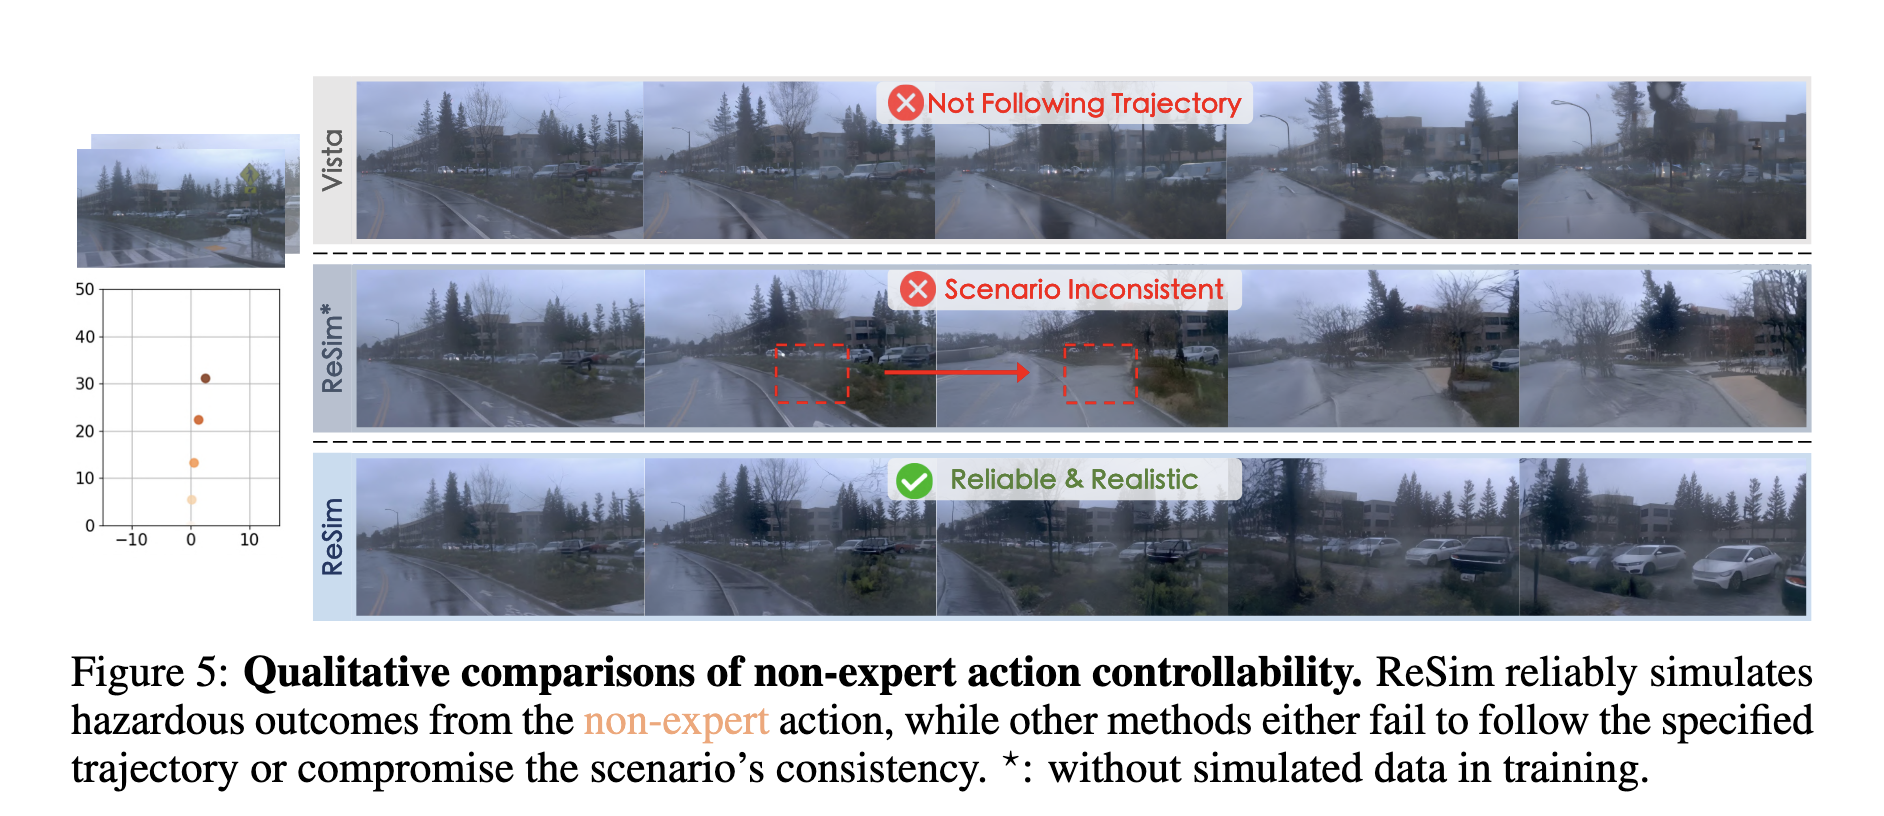 Vista
Not Following Trajectory
ReSim*
Scenario Inconsistent
ReSim
Reliable & Realistic
50
40
30
20
10
0
−10 0 10
Figure 5: Qualitative comparisons of non-expert action controllability. ReSim reliably simulates
hazardous outcomes from the non-expert action, while other methods either fail to follow the specified
trajectory or compromise the scenario's consistency. *: without simulated data in training.